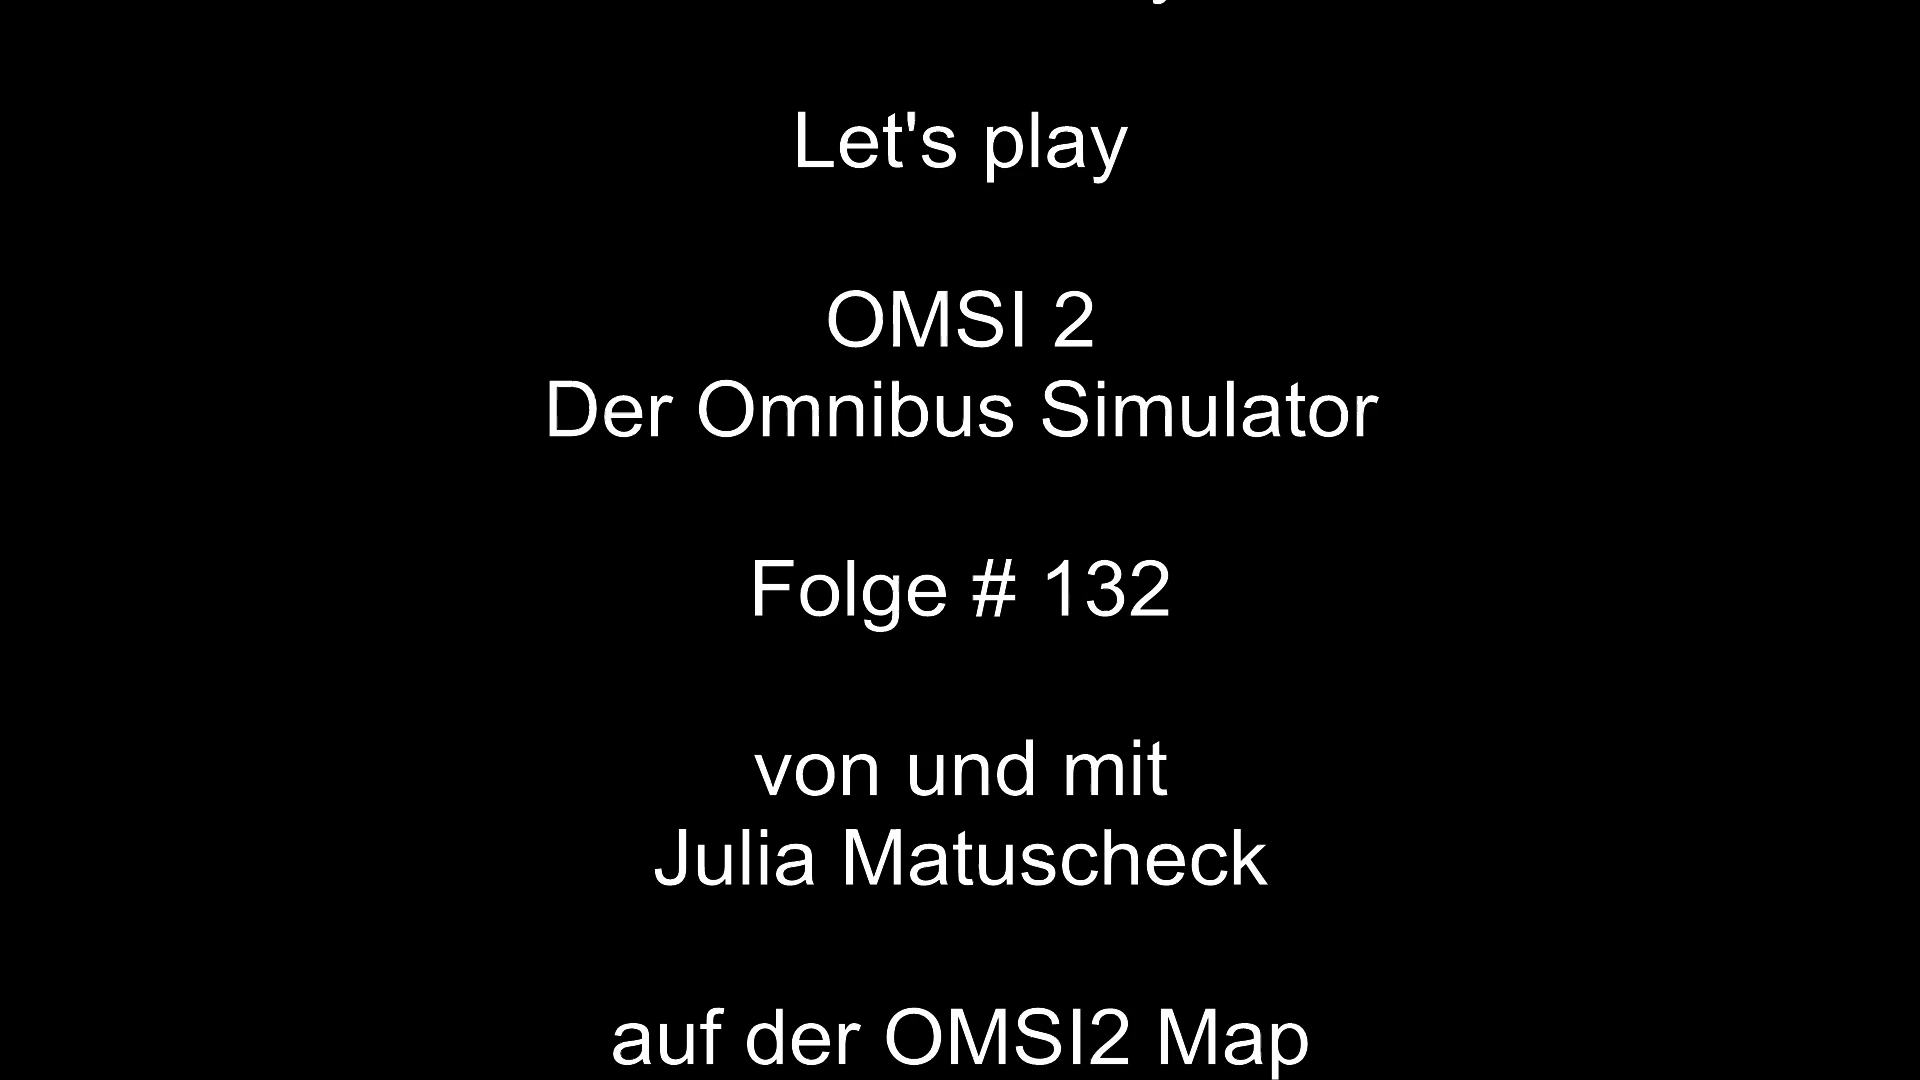 Let's play
OMSI 2
Der Omnibus Simulator
Folge # 132
von und mit
Julia Matuscheck
auf der OMSI2 Map